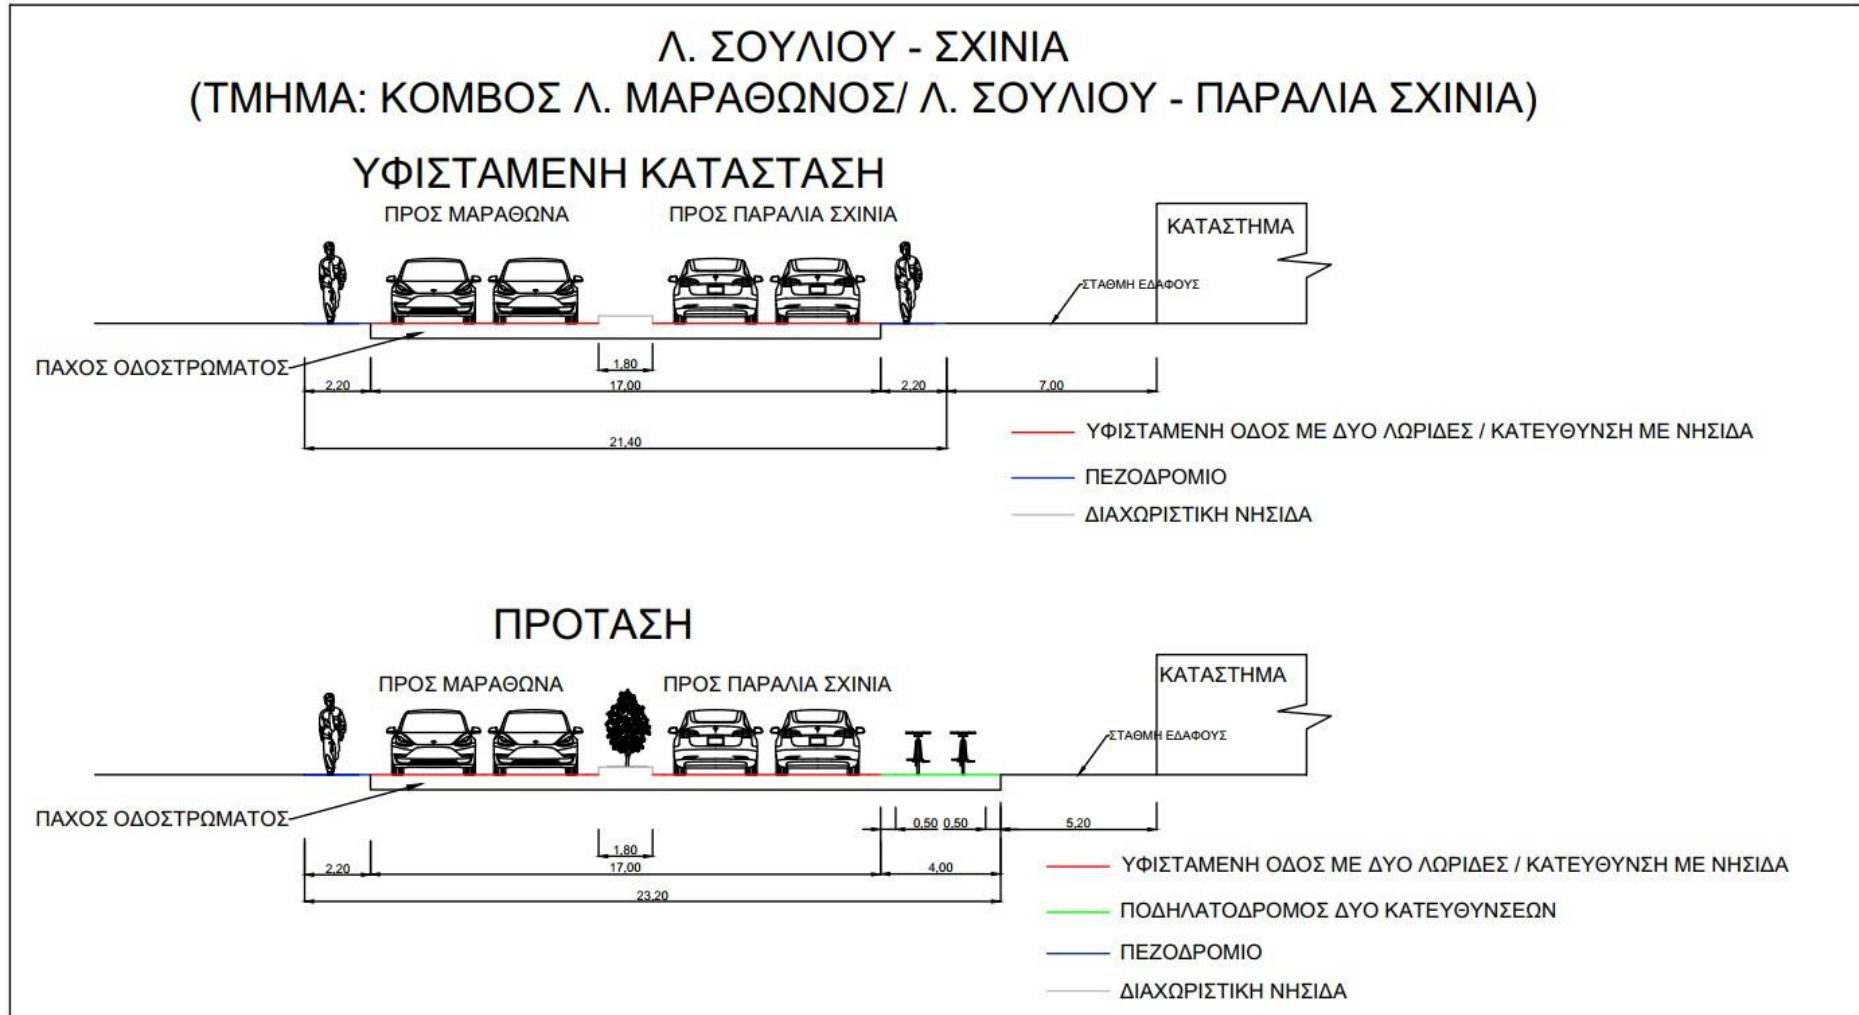 Λ. ΣΟΥΛΙΟΥ - ΣΧΙΝΙΑ
(ΤΜΗΜΑ: ΚΟΜΒΟΣ Λ. ΜΑΡΑΘΩΝΟΣ/ Λ. ΣΟΥΛΙΟΥ - ΠΑΡΑΛΙΑ ΣΧΙΝΙΑ)
ΥΦΙΣΤΑΜΕΝΗ ΚΑΤΑΣΤΑΣΗ
ΠΡΟΣ ΜΑΡΑΘΩΝΑ ΠΡΟΣ ΠΑΡΑΛΙΑ ΣΧΙΝΙΑ
ΚΑΤΑΣΤΗΜΑ
ΣΤΑΘΜΗ ΕΔΑΦΟΥΣ
ΠΑΧΟΣ ΟΔΟΣΤΡΩΜΑΤΟΣ
1,80
2,20 17,00 2,20 7,00
21,40
ΥΦΙΣΤΑΜΕΝΗ ΟΔΟΣ ΜΕ ΔΥΟ ΛΩΡΙΔΕΣ / ΚΑΤΕΥΘΥΝΣΗ ΜΕ ΝΗΣΙΔΑ
ΠΕΖΟΔΡΟΜΙΟ
ΔΙΑΧΩΡΙΣΤΙΚΗ ΝΗΣΙΔΑ
ΠΡΟΤΑΣΗ
ΠΡΟΣ ΜΑΡΑΘΩΝΑ ΠΡΟΣ ΠΑΡΑΛΙΑ ΣΧΙΝΙΑ
ΚΑΤΑΣΤΗΜΑ
ΣΤΑΘΜΗ ΕΔΑΦΟΥΣ
ΠΑΧΟΣ ΟΔΟΣΤΡΩΜΑΤΟΣ
0,50 0,50 5,20
1,80
2,20 17,00 4,00
23,20
ΥΦΙΣΤΑΜΕΝΗ ΟΔΟΣ ΜΕ ΔΥΟ ΛΩΡΙΔΕΣ / ΚΑΤΕΥΘΥΝΣΗ ΜΕ ΝΗΣΙΔΑ
ΠΟΔΗΛΑΤΟΔΡΟΜΟΣ ΔΥΟ ΚΑΤΕΥΘΥΝΣΕΩΝ
ΠΕΖΟΔΡΟΜΙΟ
ΔΙΑΧΩΡΙΣΤΙΚΗ ΝΗΣΙΔΑ